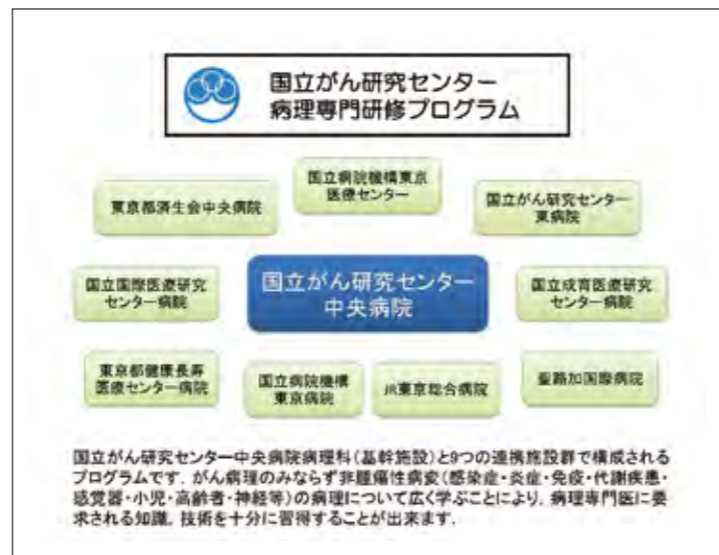 国立がん研究センター
病理専門研修プログラム
国立病院機構東京
医療センター
東京都済生会中央病院
国立がん研究センター
東病院
国立国際医療研究
センター病院
国立がん研究センター
中央病院
国立成育医療研究
センター病院
東京都健康長寿
医療センター病院
国立病院機構
東京病院
JR東京総合病院
聖路加国際病院
国立がん研究センター中央病院病理科(基幹施設)と9つの連携施設群で構成される
プログラムです. がん病理のみならず非腫瘍性病変(感染症・炎症・免疫・代謝疾患・
感覚器・小児・高齢者・神経等)の病理について広く学ぶことにより, 病理専門医に要
求される知識, 技術を十分に習得することが出来ます.